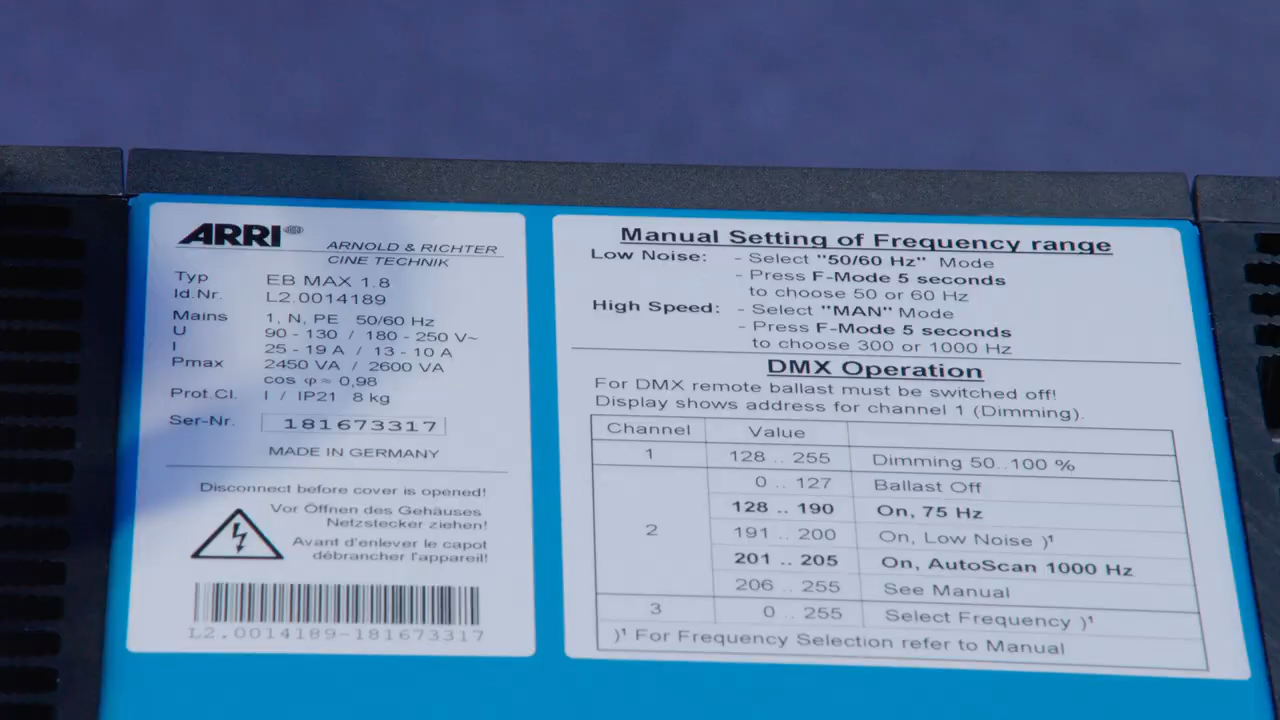 ARRI
ARNOLD & RICHTER
CINE TECHNIK
Typ EB MAX 1.8
Id.Nr. L2.0014189
Mains 1, N, PE 50/60 Hz
U 90 - 130 / 180 - 250 V~
I 25 - 19 A / 13 - 10 A
Pmax 2450 VA / 2600 VA
cos φ ≈ 0,98
Prot.Cl. I / IP21 8 kg
Ser-Nr. 181673317
MADE IN GERMANY
Disconnect before cover is opened!
Vor Öffnen des Gehäuses
Netzstecker ziehen!
Avant d'enlever le capot
débrancher l'appareil!
L2.0014189-181673317
Manual Setting of Frequency range
Low Noise: - Select "50/60 Hz" Mode
- Press F-Mode 5 seconds
to choose 50 or 60 Hz
High Speed: - Select "MAN" Mode
- Press F-Mode 5 seconds
to choose 300 or 1000 Hz
DMX Operation
For DMX remote ballast must be switched off!
Display shows address for channel 1 (Dimming).
Channel Value
1 128 .. 255 Dimming 50..100 %
0 .. 127 Ballast Off
128 .. 190 On, 75 Hz
2 191 .. 200 On, Low Noise )¹
201 .. 205 On, AutoScan 1000 Hz
206 .. 255 See Manual
3 0 .. 255 Select Frequency )¹
)¹ For Frequency Selection refer to Manual